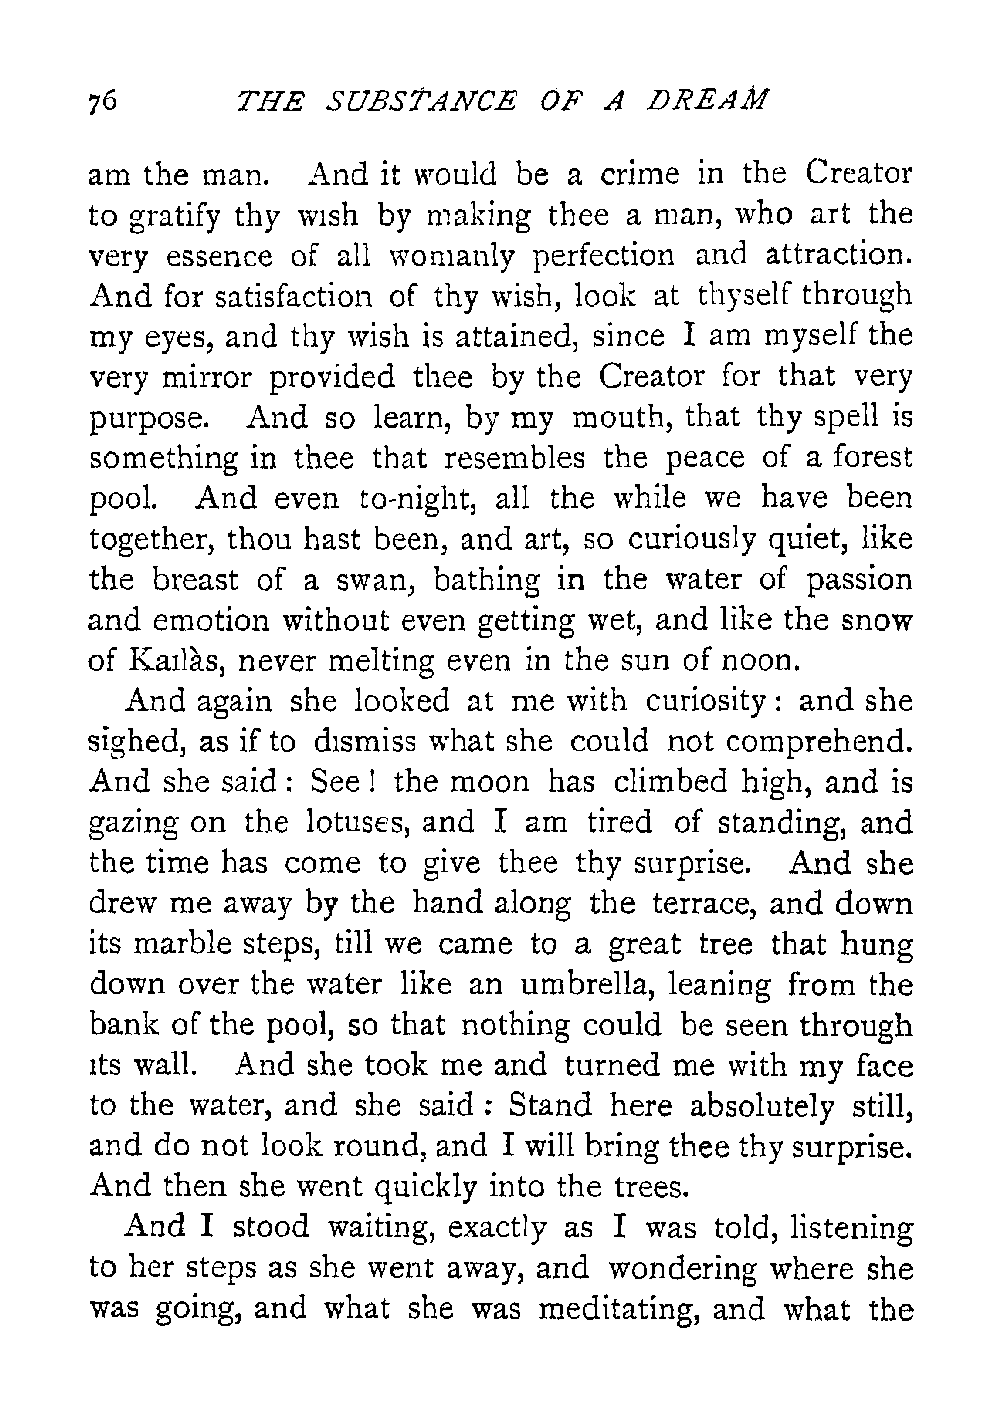 76 THE SUBSTANCE OF A DREAM
am the man. And it would be a crime in the Creator
to gratify thy wish by making thee a man, who art the
very essence of all womanly perfection and attraction.
And for satisfaction of thy wish, look at thyself through
my eyes, and thy wish is attained, since I am myself the
very mirror provided thee by the Creator for that very
purpose. And so learn, by my mouth, that thy spell is
something in thee that resembles the peace of a forest
pool. And even to-night, all the while we have been
together, thou hast been, and art, so curiously quiet, like
the breast of a swan, bathing in the water of passion
and emotion without even getting wet, and like the snow
of Kailàs, never melting even in the sun of noon.
And again she looked at me with curiosity : and she
sighed, as if to dismiss what she could not comprehend.
And she said : See ! the moon has climbed high, and is
gazing on the lotuses, and I am tired of standing, and
the time has come to give thee thy surprise. And she
drew me away by the hand along the terrace, and down
its marble steps, till we came to a great tree that hung
down over the water like an umbrella, leaning from the
bank of the pool, so that nothing could be seen through
its wall. And she took me and turned me with my face
to the water, and she said : Stand here absolutely still,
and do not look round, and I will bring thee thy surprise.
And then she went quickly into the trees.
And I stood waiting, exactly as I was told, listening
to her steps as she went away, and wondering where she
was going, and what she was meditating, and what the